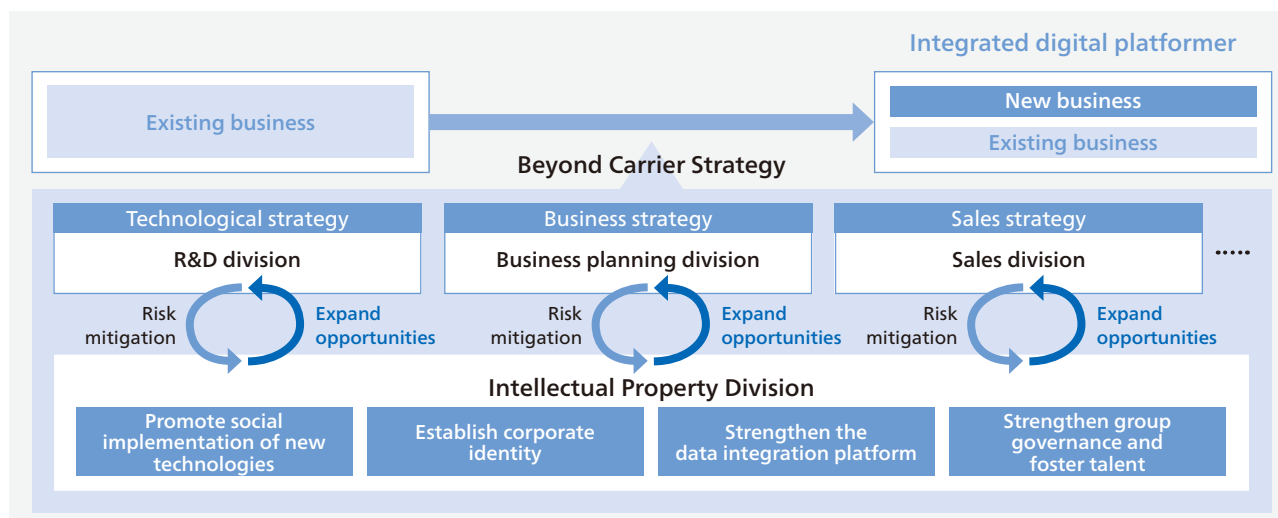 Integrated digital platformer
Existing business
New business
Existing business
Beyond Carrier Strategy
Technological strategy
R&D division
Business strategy
Business planning division
Sales strategy
Sales division
.....
Risk
mitigation
Expand
opportunities
Risk
mitigation
Expand
opportunities
Risk
mitigation
Expand
opportunities
Intellectual Property Division
Promote social
implementation of new
technologies
Establish corporate
identity
Strengthen the
data integration platform
Strengthen group
governance and
foster talent